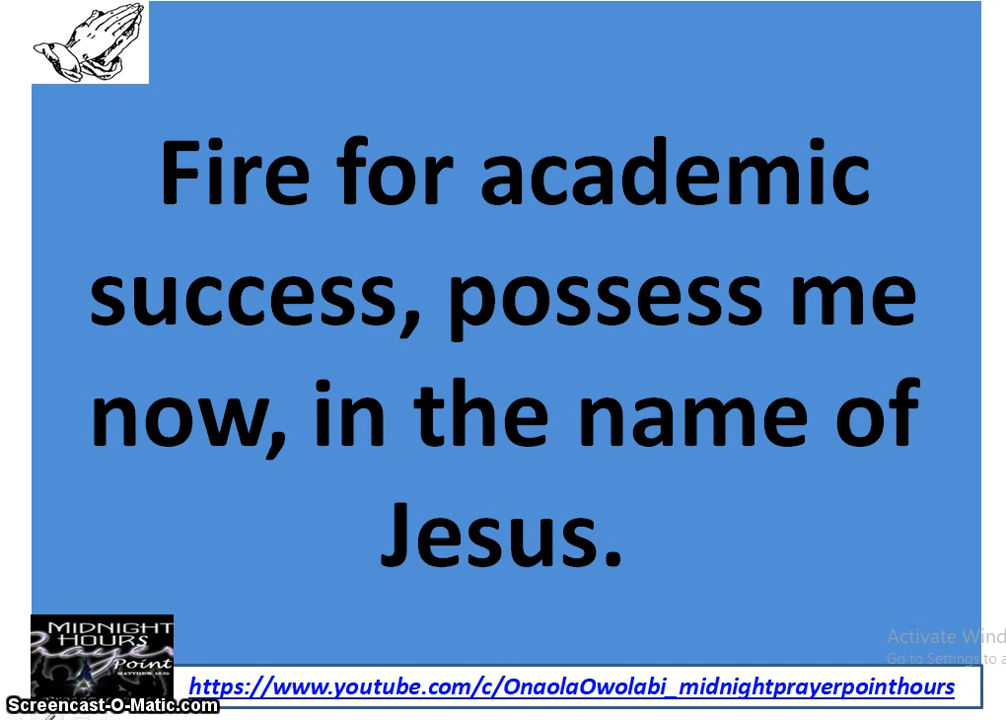 Fire for academic
success, possess me
now, in the name of
Jesus.
MIDNIGHT
HOURS
Prayer
Point
Activate Wind
Go to Settings to a
https://www.youtube.com/c/OnaolaOwolabi_midnightprayerpointhours
Screencast-O-Matic.com